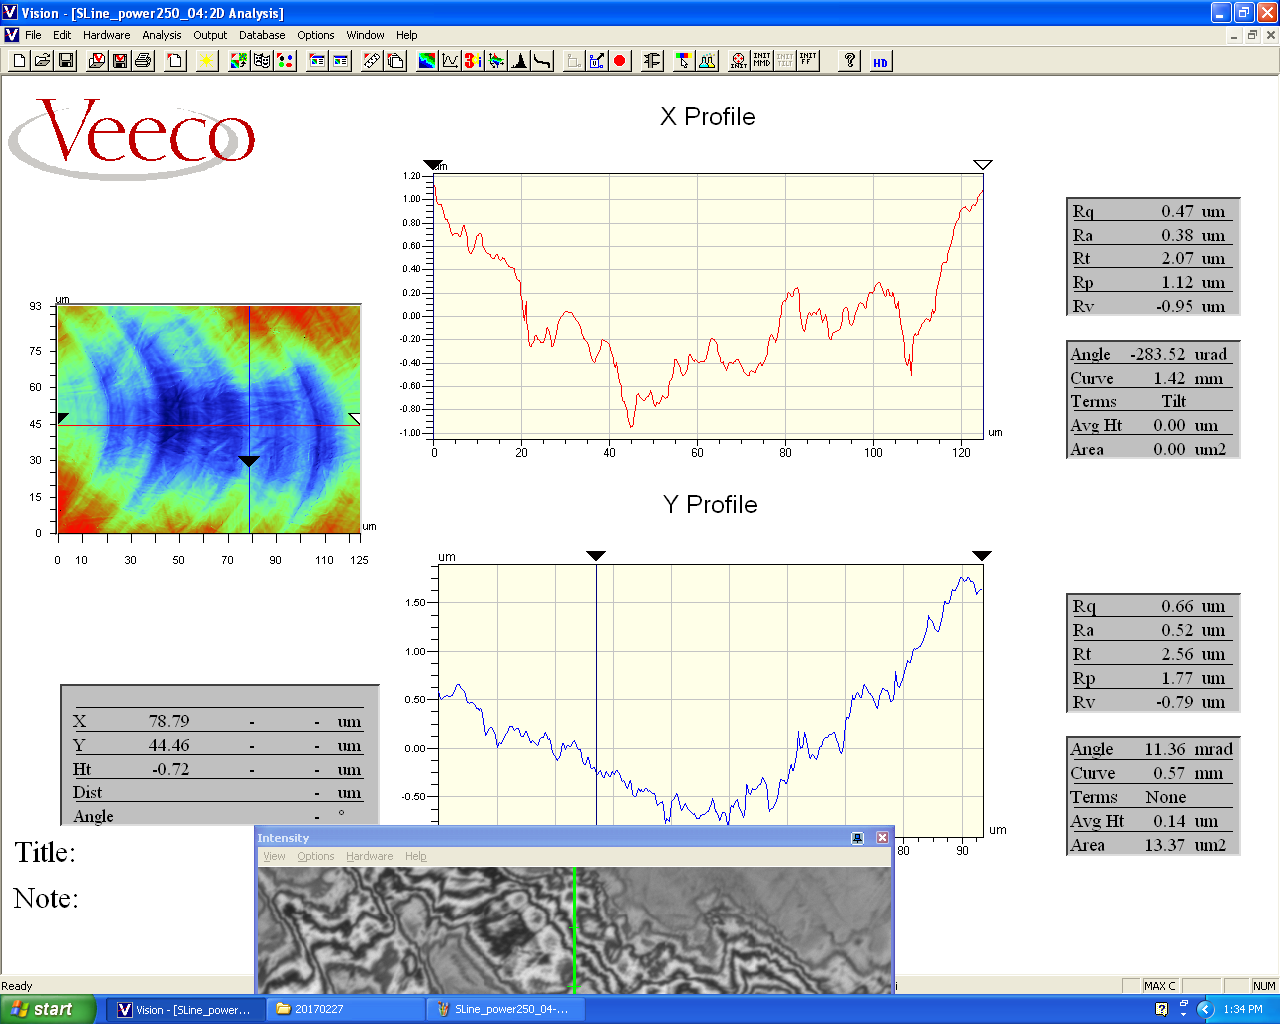 Vision - [SLine_power250_04:2D Analysis]
File Edit Hardware Analysis Output Database Options Window Help
INIT INIT MMD INIT TILT INIT FF ? HD
Veeco
X Profile
um
1.20
1.00
0.80
0.60
0.40
0.20
0.00
-0.20
-0.40
-0.60
-0.80
-1.00
0 20 40 60 80 100 120
um
Rq 0.47 um
Ra 0.38 um
Rt 2.07 um
Rp 1.12 um
Rv -0.95 um
Angle -283.52 urad
Curve 1.42 mm
Terms Tilt
Avg Ht 0.00 um
Area 0.00 um2
um
93
75
60
45
30
15
0
um
0 10 30 50 70 90 110 125
Y Profile
um
1.50
1.00
0.50
0.00
-0.50
80 90
um
Rq 0.66 um
Ra 0.52 um
Rt 2.56 um
Rp 1.77 um
Rv -0.79 um
Angle 11.36 mrad
Curve 0.57 mm
Terms None
Avg Ht 0.14 um
Area 13.37 um2
X 78.79 - - um
Y 44.46 - - um
Ht -0.72 - - um
Dist - um
Angle - °
Title:
Note:
Intensity
View Options Hardware Help
Ready MAX C NUM
start Vision - [SLine_power... 20170227 SLine_power250_04-... 1:34 PM